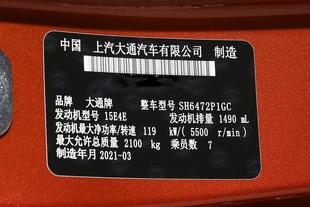 中国 上汽大通汽车有限公司 制造
品牌 大通牌 整车型号 SH6472P1GC
发动机型号 15E4E 发动机排量 1490 mL
发动机最大净功率/转速 119 kW/( 5500 r/min)
最大允许总质量 2100 kg 乘员数 7
制造年月 2021-03